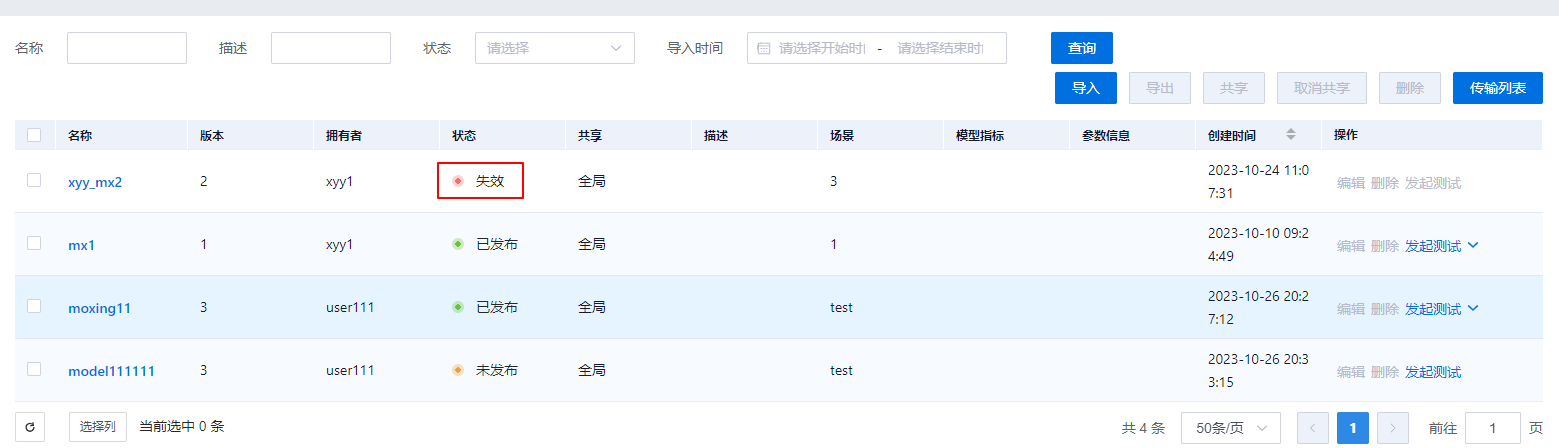 名称 描述 状态 请选择 导入时间 请选择开始时 - 请选择结束时 查询
导入 导出 共享 取消共享 删除 传输列表
名称 版本 拥有者 状态 共享 描述 场景 模型指标 参数信息 创建时间 操作
xyy_mx2 2 xyy1 失效 全局 3 2023-10-24 11:0
7:31 编辑 删除 发起测试
mx1 1 xyy1 已发布 全局 1 2023-10-10 09:2
4:49 编辑 删除 发起测试
moxing11 3 user111 已发布 全局 test 2023-10-26 20:2
7:12 编辑 删除 发起测试
model111111 3 user111 未发布 全局 test 2023-10-26 20:3
3:15 编辑 删除 发起测试
选择列 当前选中 0 条 共 4 条 50条/页 1 前往 1 页